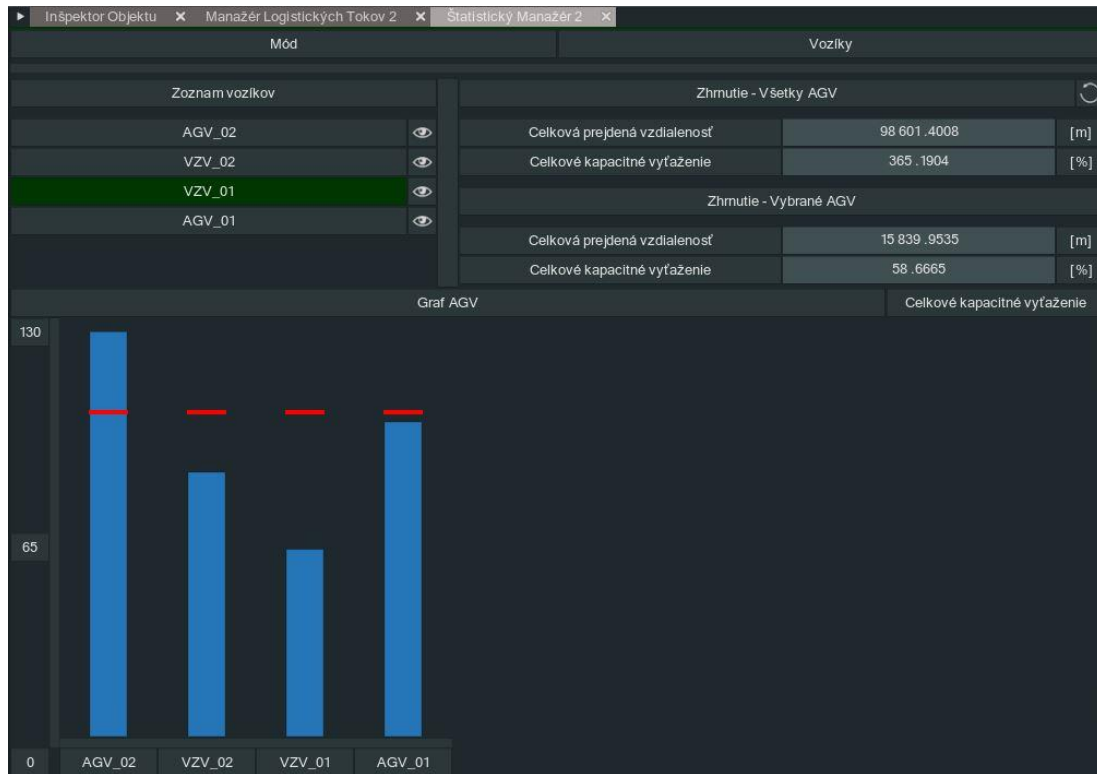 Inšpektor Objektu
Manažér Logistických Tokov 2
Štatistický Manažér 2
Mód
Vozíky
Zoznam vozíkov
AGV_02
VZV_02
VZV_01
AGV_01
Zhrnutie - Všetky AGV
Celková prejdená vzdialenosť 98 601 .4008 [m]
Celkové kapacitné vyťaženie 365 .1904 [%]
Zhrnutie - Vybrané AGV
Celková prejdená vzdialenosť 15 839 .9535 [m]
Celkové kapacitné vyťaženie 58 .6665 [%]
Graf AGV
Celkové kapacitné vyťaženie
130
65
0
AGV_02 VZV_02 VZV_01 AGV_01